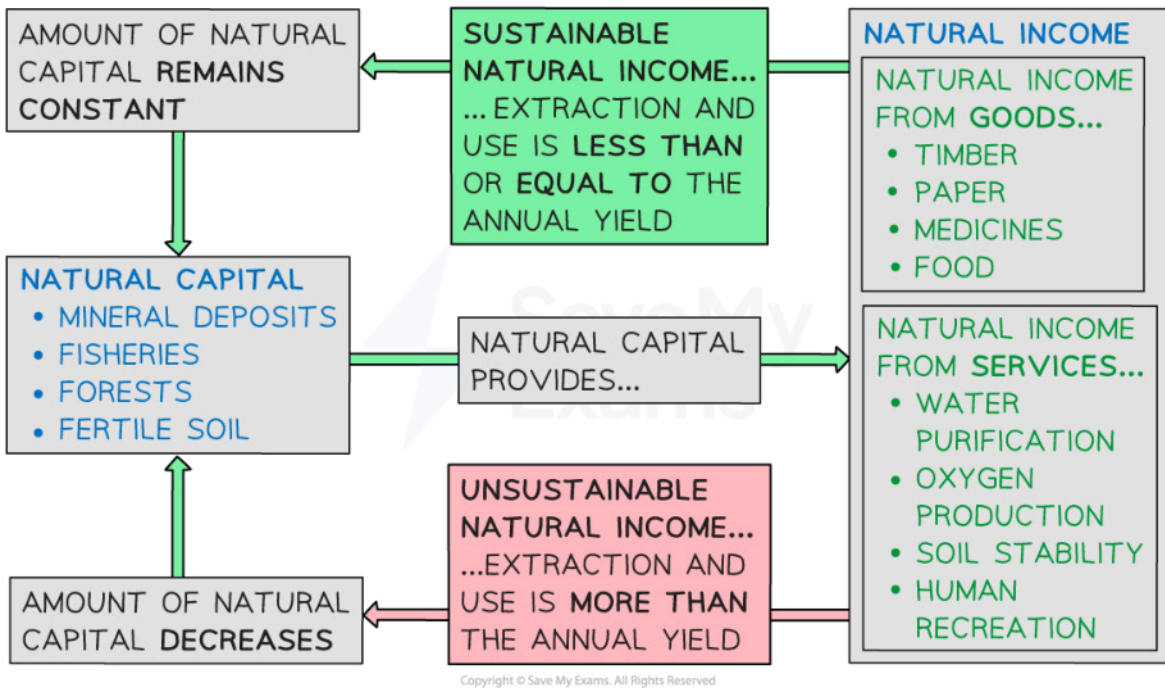 AMOUNT OF NATURAL
CAPITAL REMAINS
CONSTANT
SUSTAINABLE
NATURAL INCOME...
...EXTRACTION AND
USE IS LESS THAN
OR EQUAL TO THE
ANNUAL YIELD
NATURAL INCOME
NATURAL INCOME
FROM GOODS...
• TIMBER
• PAPER
• MEDICINES
• FOOD
NATURAL CAPITAL
• MINERAL DEPOSITS
• FISHERIES
• FORESTS
• FERTILE SOIL
NATURAL CAPITAL
PROVIDES...
Save My
Exams
NATURAL INCOME
FROM SERVICES...
• WATER
PURIFICATION
• OXYGEN
PRODUCTION
• SOIL STABILITY
• HUMAN
RECREATION
AMOUNT OF NATURAL
CAPITAL DECREASES
UNSUSTAINABLE
NATURAL INCOME...
...EXTRACTION AND
USE IS MORE THAN
THE ANNUAL YIELD
Copyright © Save My Exams. All Rights Reserved